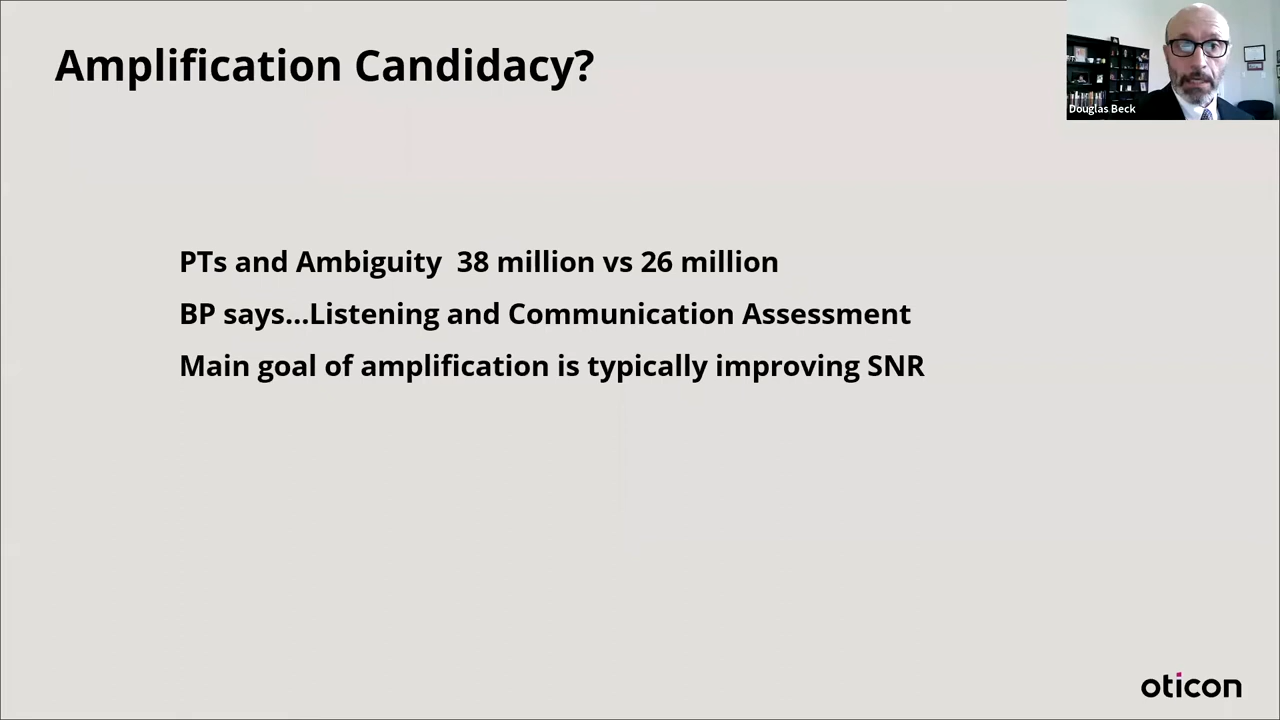 Amplification Candidacy?
Douglas Beck
PTs and Ambiguity  38 million vs 26 million
BP says...Listening and Communication Assessment
Main goal of amplification is typically improving SNR
oticon